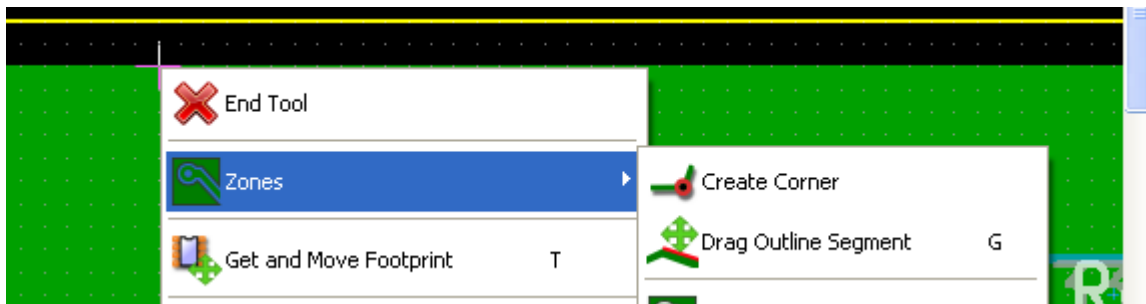 End Tool
Zones
Create Corner
Drag Outline Segment G
Get and Move Footprint T
R